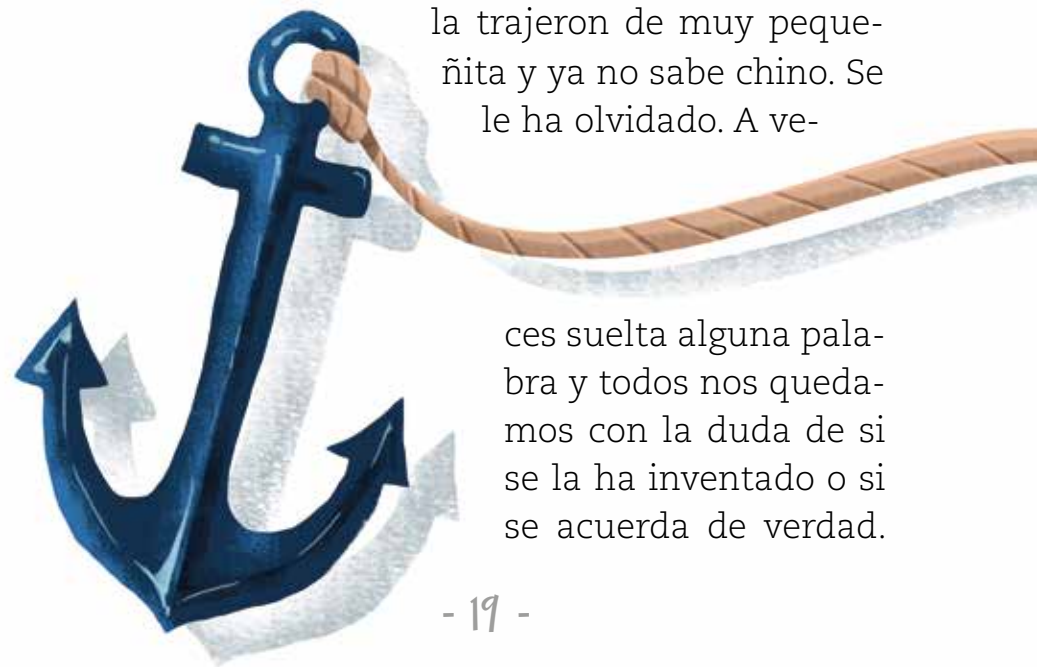 la trajeron de muy peque-
ñita y ya no sabe chino. Se
le ha olvidado. A ve-
ces suelta alguna pala-
bra y todos nos queda-
mos con la duda de si
se la ha inventado o si
se acuerda de verdad.
- 19 -